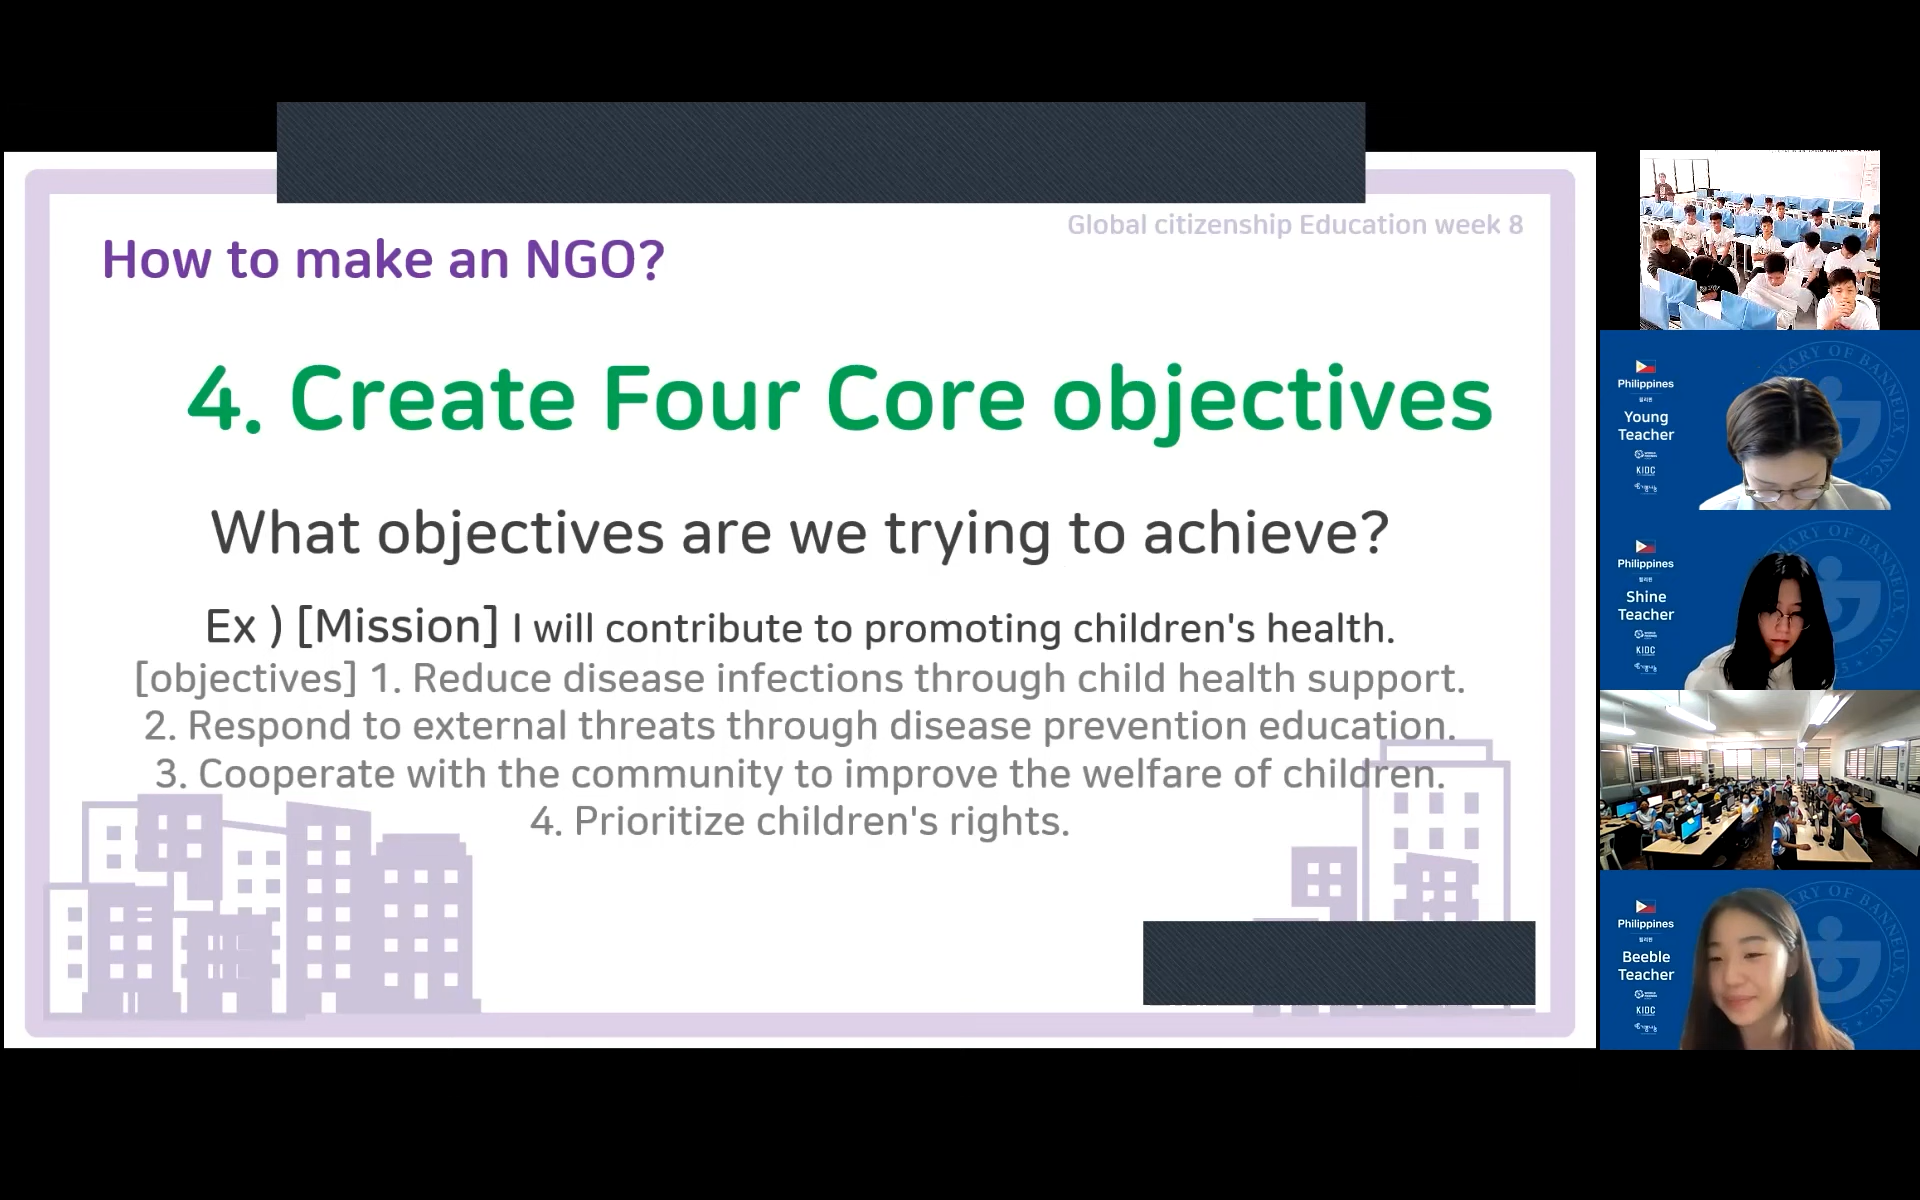 Global citizenship Education week 8
How to make an NGO?
4. Create Four Core objectives
What objectives are we trying to achieve?
Ex ) [Mission] I will contribute to promoting children's health.
[objectives] 1. Reduce disease infections through child health support.
2. Respond to external threats through disease prevention education.
3. Cooperate with the community to improve the welfare of children.
4. Prioritize children's rights.
Philippines
필리핀
Young
Teacher
KIDC
Philippines
필리핀
Shine
Teacher
KIDC
Philippines
필리핀
Beeble
Teacher
KIDC